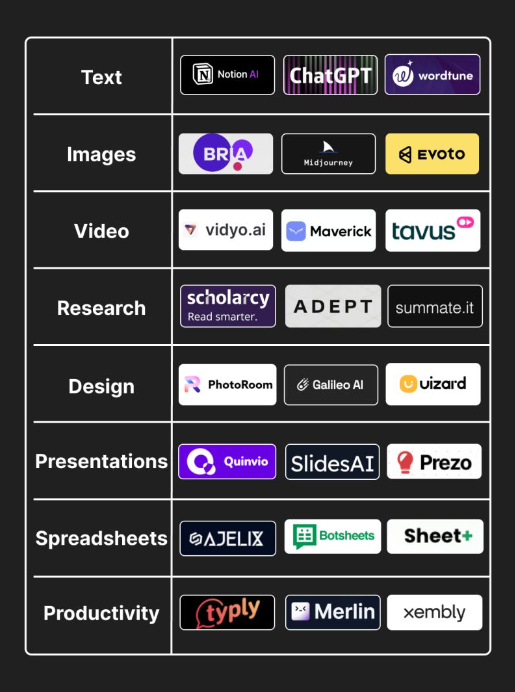 Text
Notion AI
ChatGPT
wordtune
Images
BRIA
Midjourney
EVOTO
Video
vidyo.ai
Maverick
tavus
Research
scholarcy
Read smarter.
ADEPT
summate.it
Design
PhotoRoom
Galileo AI
uizard
Presentations
Quinvio
SlidesAI
Prezo
Spreadsheets
AJELIX
Botsheets
Sheet+
Productivity
typly
Merlin
xembly